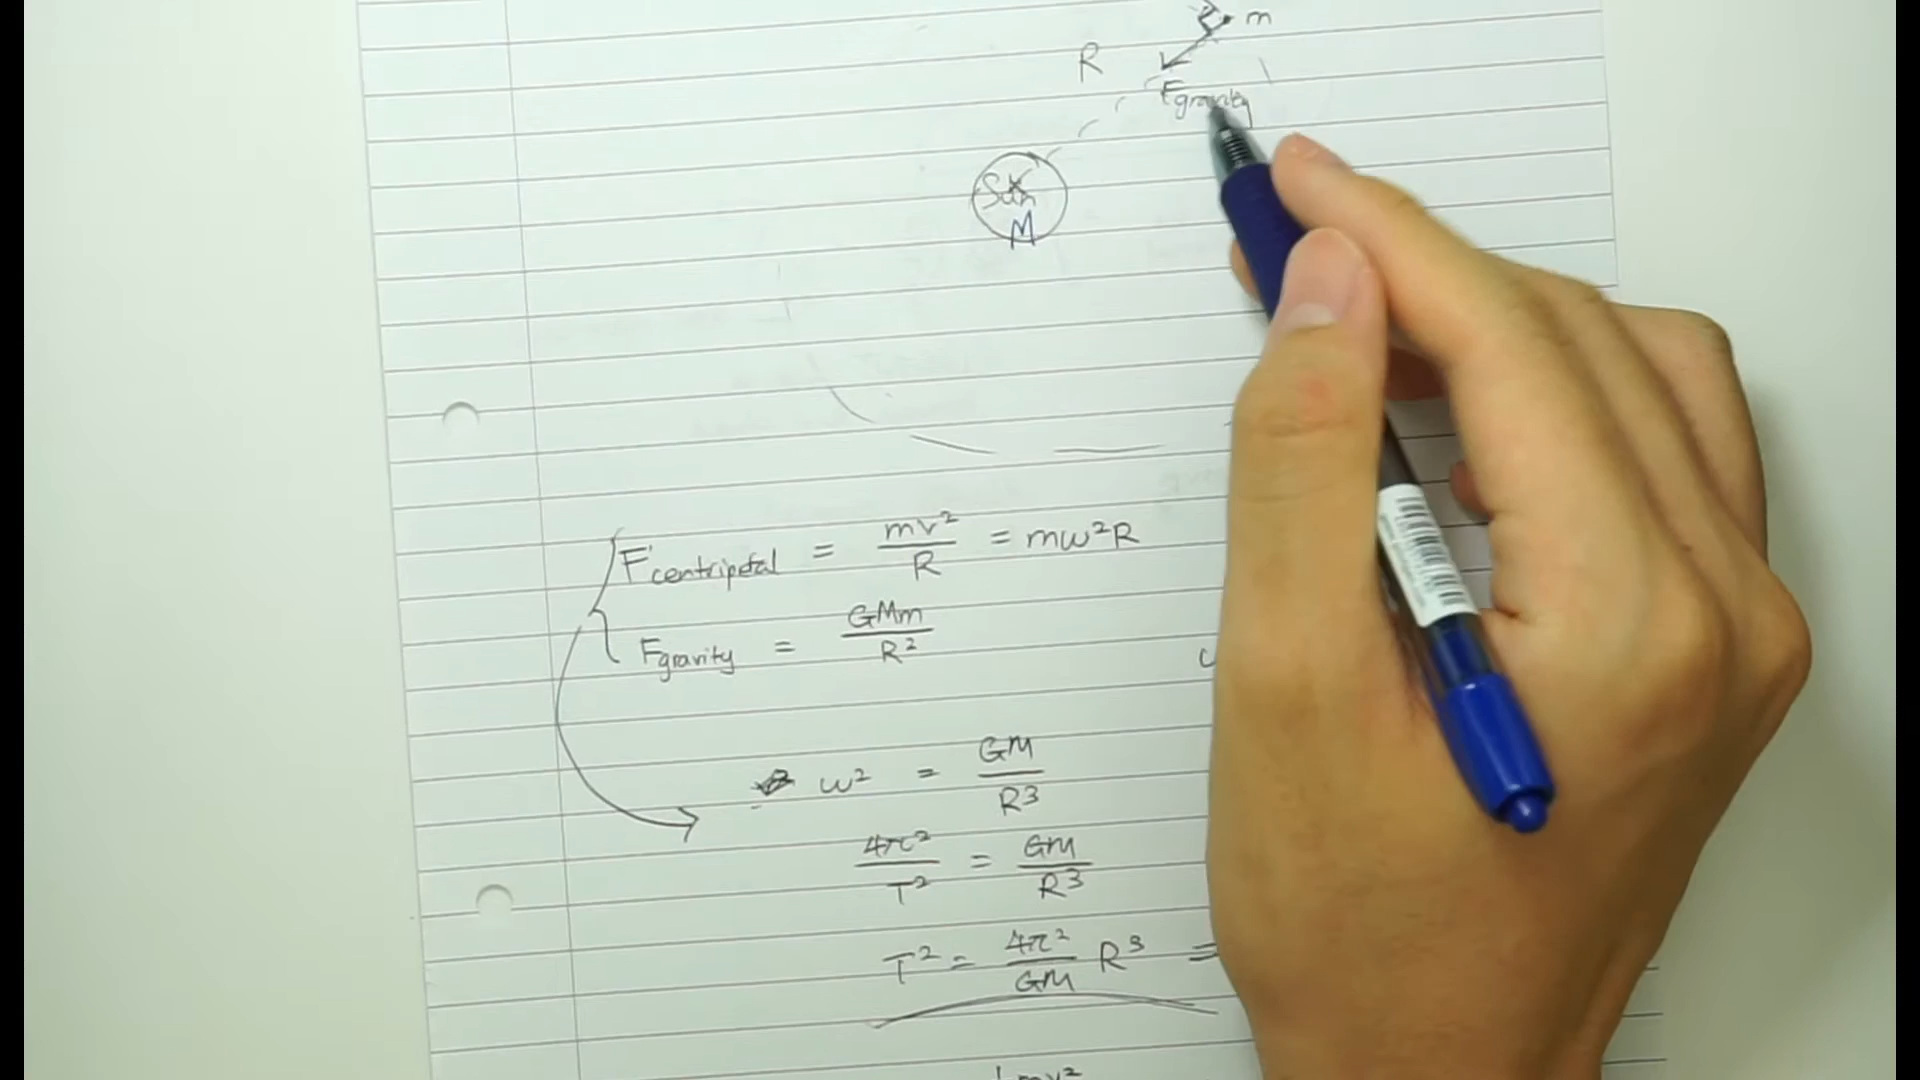 m
R
Fgravity
Sun
M
Fcentripetal = mv²/R = mω²R
Fgravity = GMm/R²
ω² = GM/R³
4π²/T² = GM/R³
T² = 4π²/GM R³ =